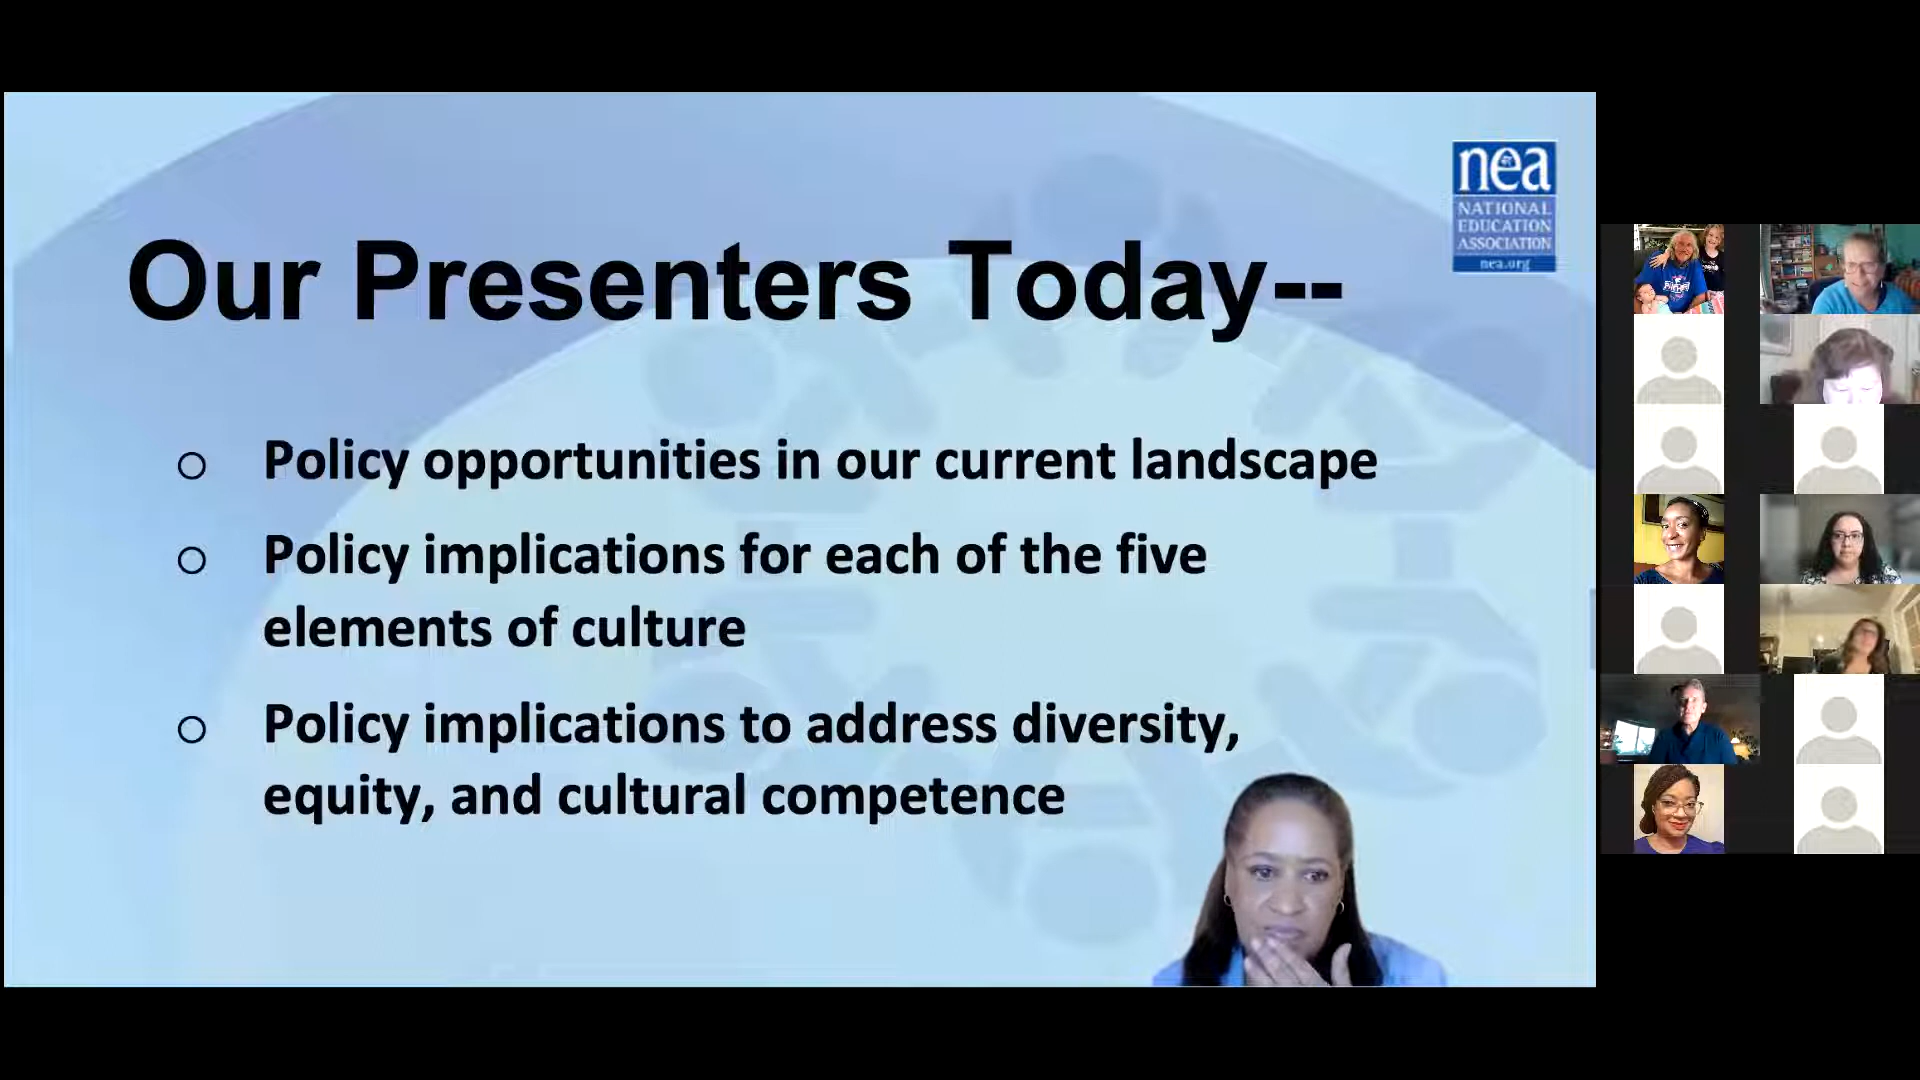 nea
NATIONAL
EDUCATION
ASSOCIATION
nea.org
Our Presenters Today--
Policy opportunities in our current landscape
Policy implications for each of the five
elements of culture
Policy implications to address diversity,
equity, and cultural competence